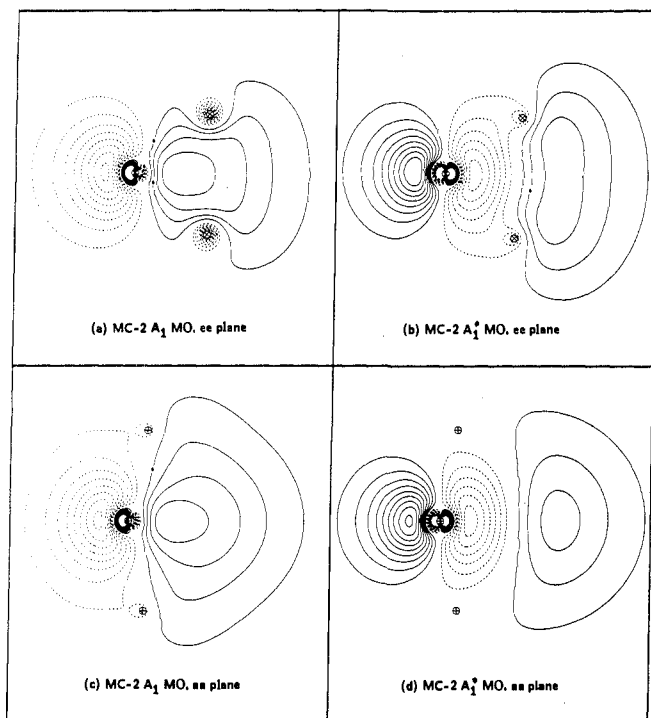 (a) MC-2 A1 MO, ee plane
(b) MC-2 A1* MO, ee plane
(c) MC-2 A1 MO, aa plane
(d) MC-2 A1* MO, aa plane